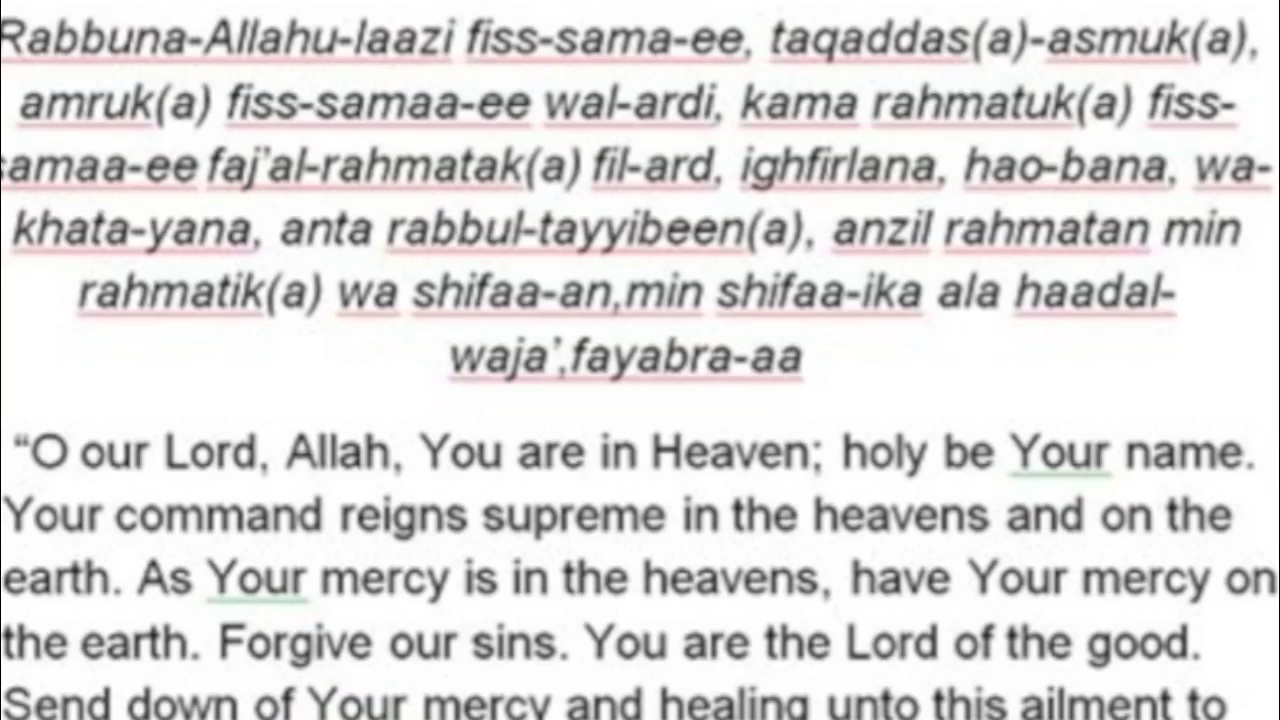 Rabbuna-Allahu-laazi fiss-sama-ee, taqaddas(a)-asmuk(a),
amruk(a) fiss-samaa-ee wal-ardi, kama rahmatuk(a) fiss-
samaa-ee faj'al-rahmatak(a) fil-ard, ighfirlana, hao-bana, wa-
khata-yana, anta rabbul-tayyibeen(a), anzil rahmatan min
rahmatik(a) wa shifaa-an,min shifaa-ika ala haadal-
waja',fayabra-aa
“O our Lord, Allah, You are in Heaven; holy be Your name.
Your command reigns supreme in the heavens and on the
earth. As Your mercy is in the heavens, have Your mercy on
the earth. Forgive our sins. You are the Lord of the good.
Send down of Your mercy and healing unto this ailment to